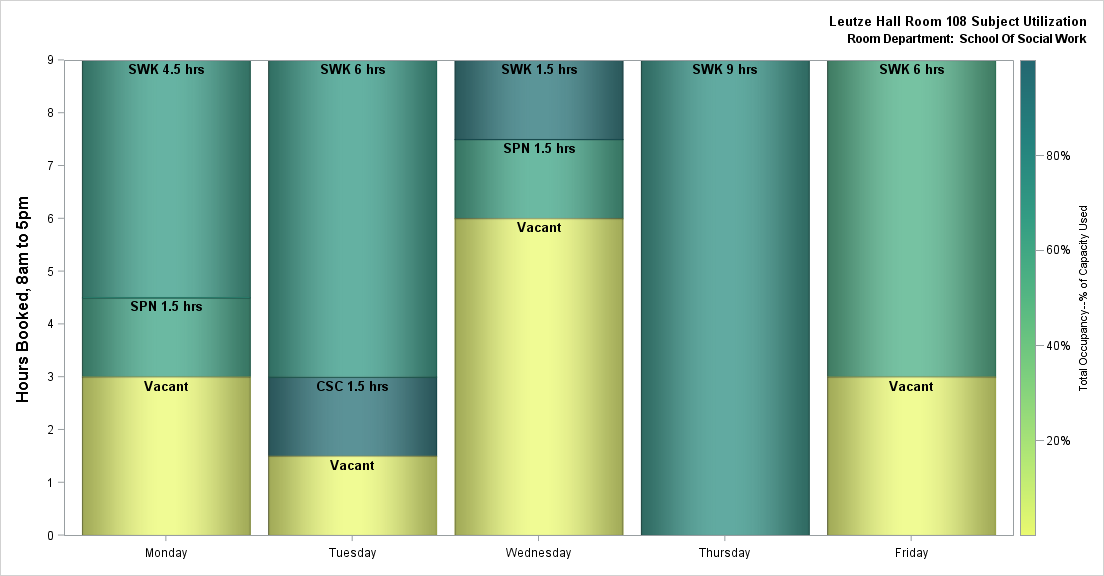 Leutze Hall Room 108 Subject Utilization
Room Department: School Of Social Work
Hours Booked, 8am to 5pm
9
8
7
6
5
4
3
2
1
0
SWK 4.5 hrs
SPN 1.5 hrs
Vacant
SWK 6 hrs
CSC 1.5 hrs
Vacant
SWK 1.5 hrs
SPN 1.5 hrs
Vacant
SWK 9 hrs
SWK 6 hrs
Vacant
Monday
Tuesday
Wednesday
Thursday
Friday
80%
60%
40%
20%
Total Occupancy--% of Capacity Used